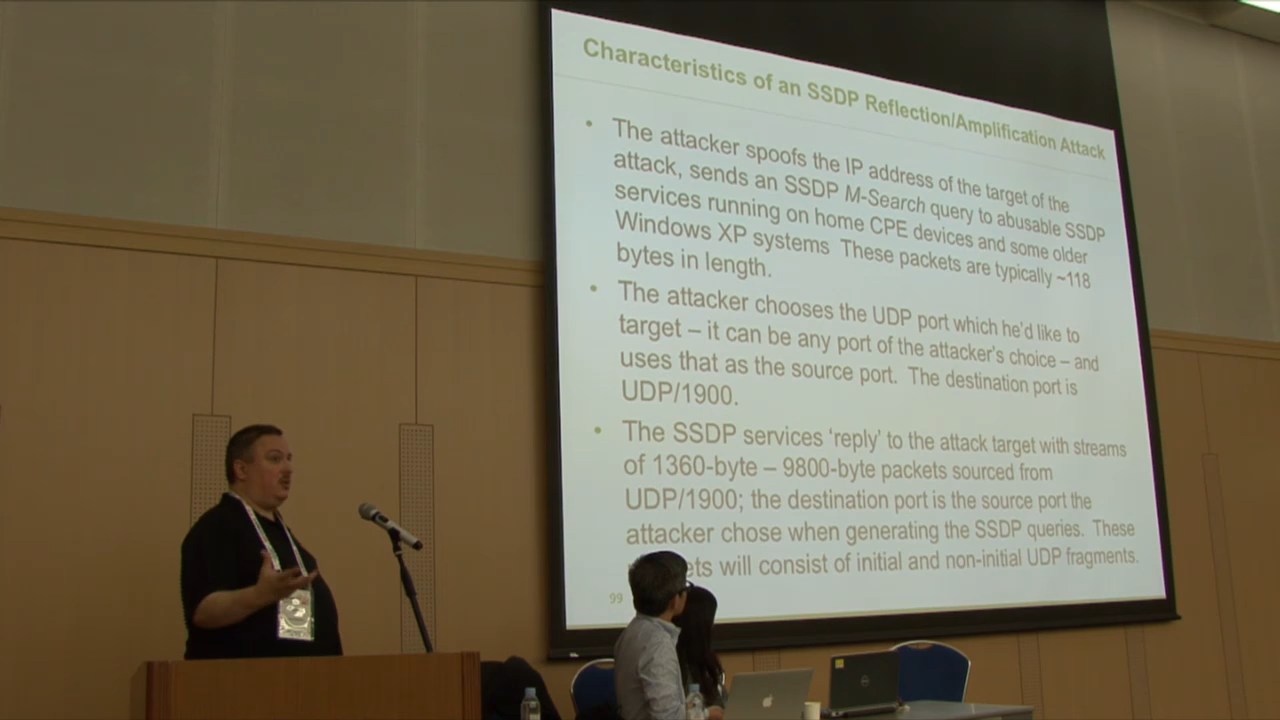 Characteristics of an SSDP Reflection/Amplification Attack
• The attacker spoofs the IP address of the target of the
attack, sends an SSDP M-Search query to abusable SSDP
services running on home CPE devices and some older
Windows XP systems These packets are typically ~118
bytes in length.
• The attacker chooses the UDP port which he'd like to
target – it can be any port of the attacker's choice – and
uses that as the source port. The destination port is
UDP/1900.
• The SSDP services 'reply' to the attack target with streams
of 1360-byte – 9800-byte packets sourced from
UDP/1900; the destination port is the source port the
attacker chose when generating the SSDP queries. These
ets will consist of initial and non-initial UDP fragments.
99